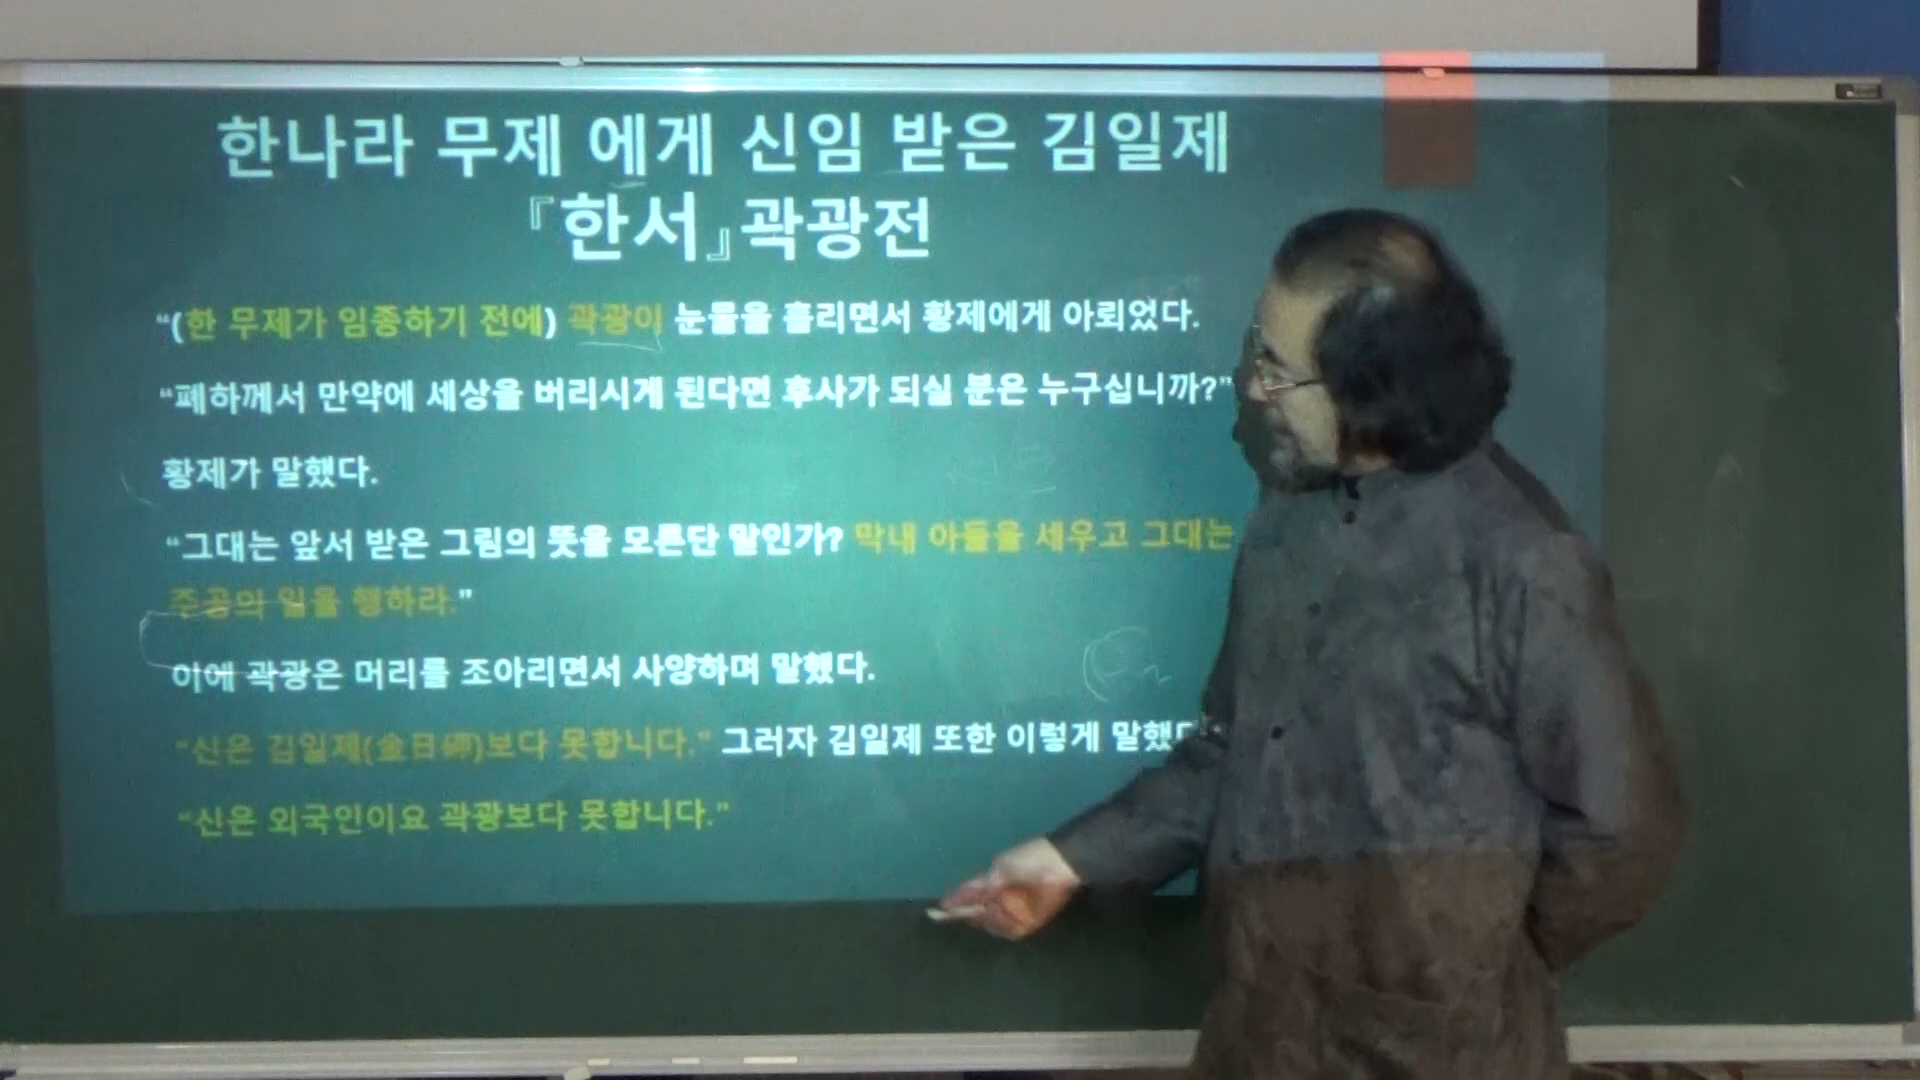 한나라 무제 에게 신임 받은 김일제
『한서』곽광전
“(한 무제가 임종하기 전에) 곽광이 눈물을 흘리면서 황제에게 아뢰었다.
“폐하께서 만약에 세상을 버리시게 된다면 후사가 되실 분은 누구십니까?”
황제가 말했다.
“그대는 앞서 받은 그림의 뜻을 모른단 말인가? 막내 아들을 세우고 그대는
주공의 일을 행하라.”
이에 곽광은 머리를 조아리면서 사양하며 말했다.
“신은 김일제(金日磾)보다 못합니다.” 그러자 김일제 또한 이렇게 말했다.
“신은 외국인이요 곽광보다 못합니다.”